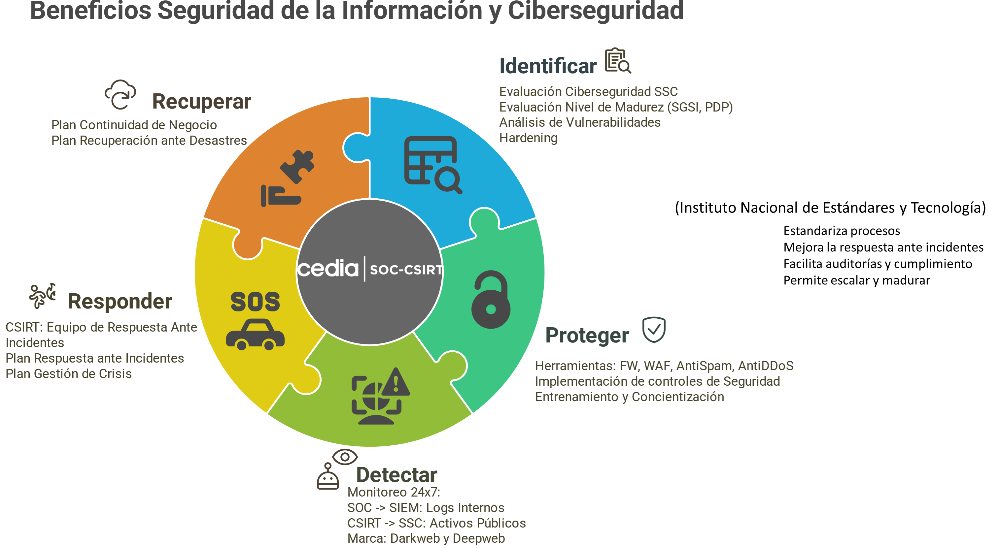 Beneficios Seguridad de la Información y Ciberseguridad
Identificar
Evaluación Ciberseguridad SSC
Evaluación Nivel de Madurez (SGSI, PDP)
Análisis de Vulnerabilidades
Hardening
Recuperar
Plan Continuidad de Negocio
Plan Recuperación ante Desastres
(Instituto Nacional de Estándares y Tecnología)
Estandariza procesos
Mejora la respuesta ante incidentes
Facilita auditorías y cumplimiento
Permite escalar y madurar
cedia | SOC-CSIRT
SOS
Responder
CSIRT: Equipo de Respuesta Ante
Incidentes
Plan Respuesta ante Incidentes
Plan Gestión de Crisis
Proteger
Herramientas: FW, WAF, AntiSpam, AntiDDoS
Implementación de controles de Seguridad
Entrenamiento y Concientización
Detectar
Monitoreo 24x7:
SOC -> SIEM: Logs Internos
CSIRT -> SSC: Activos Públicos
Marca: Darkweb y Deepweb